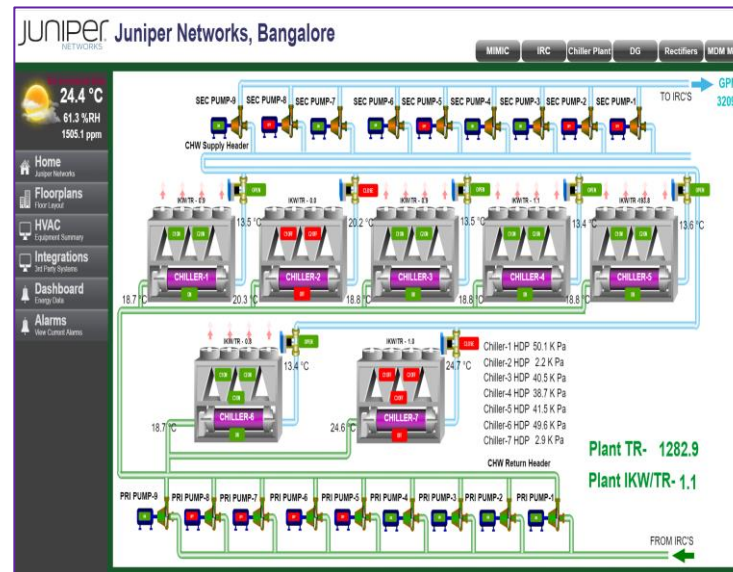 JUNIPER
NETWORKS
Juniper Networks, Bangalore
MIMIC
IRC
Chiller Plant
DG
Rectifiers
MDM M
24.4 °C
61.3 %RH
1505.1 ppm
Home
Juniper Networks
Floorplans
Floor Layout
HVAC
Equipment Summary
Integrations
3rd Party Systems
Dashboard
Energy Data
Alarms
View Current Alarms
SEC PUMP-9
SEC PUMP-8
SEC PUMP-7
SEC PUMP-6
SEC PUMP-5
SEC PUMP-4
SEC PUMP-3
SEC PUMP-2
SEC PUMP-1
TO IRC'S
CHW Supply Header
OPEN
CLOSE
OPEN
OPEN
OPEN
IKW/TR - 1.1
13.5 °C
20.2 °C
13.5 °C
13.4 °C
13.6 °C
CHILLER-1
CHILLER-2
CHILLER-3
CHILLER-4
CHILLER-5
18.7 °C
20.3 °C
18.8 °C
18.8 °C
18.8 °C
OPEN
CLOSE
13.4 °C
24.7 °C
CHILLER-6
CHILLER-7
18.7 °C
24.6 °C
Chiller-1 HDP 50.1 K Pa
Chiller-2 HDP 2.2 K Pa
Chiller-3 HDP 40.5 K Pa
Chiller-4 HDP 38.7 K Pa
Chiller-5 HDP 41.5 K Pa
Chiller-6 HDP 49.6 K Pa
Chiller-7 HDP 2.9 K Pa
Plant TR- 1282.9
Plant IKW/TR- 1.1
CHW Return Header
PRI PUMP-9
PRI PUMP-8
PRI PUMP-7
PRI PUMP-6
PRI PUMP-5
PRI PUMP-4
PRI PUMP-3
PRI PUMP-2
PRI PUMP-1
FROM IRC'S